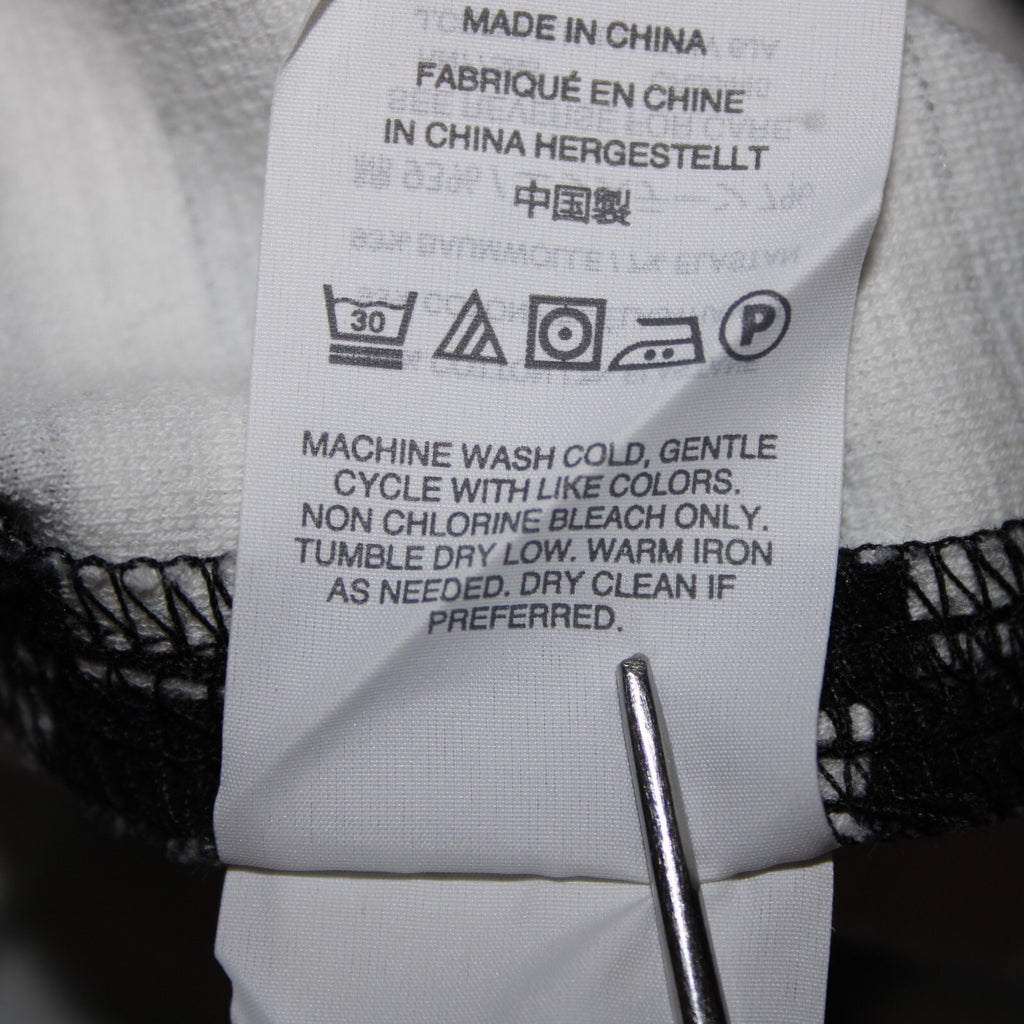 MADE IN CHINA
FABRIQUÉ EN CHINE
IN CHINA HERGESTELLT
中国製
30 P
MACHINE WASH COLD, GENTLE
CYCLE WITH LIKE COLORS.
NON CHLORINE BLEACH ONLY.
TUMBLE DRY LOW. WARM IRON
AS NEEDED. DRY CLEAN IF
PREFERRED.